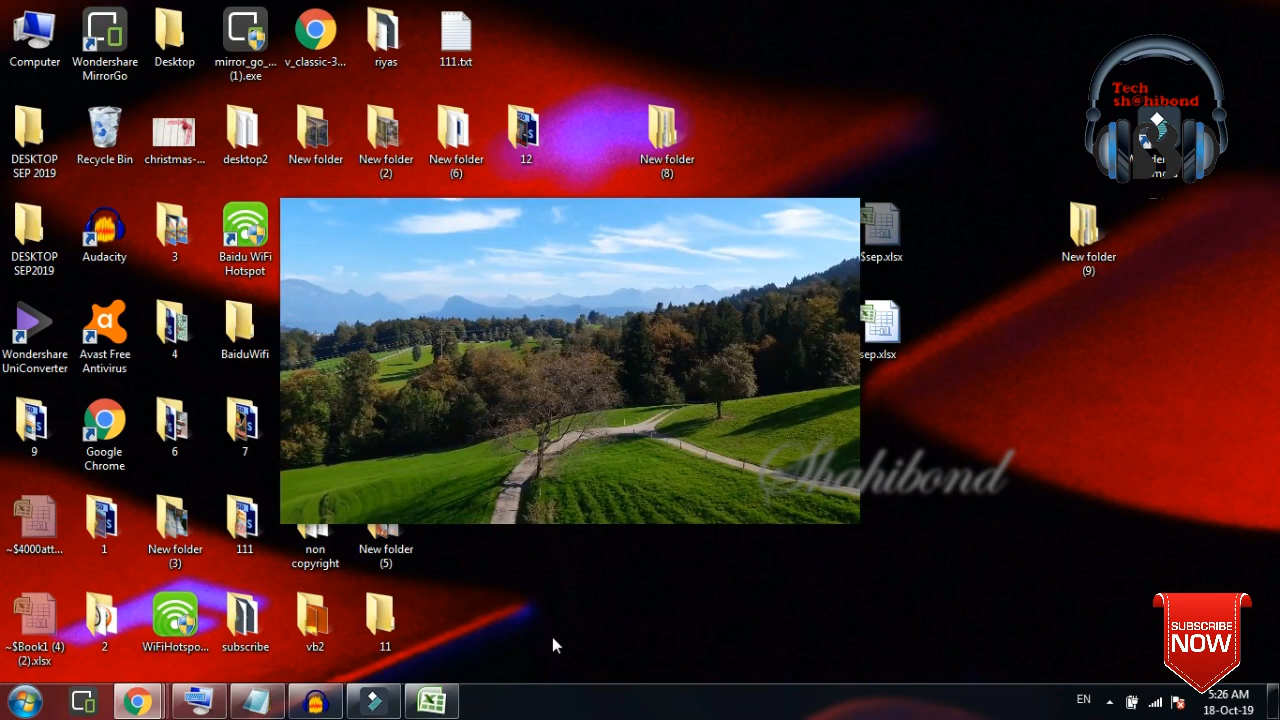 Computer
Wondershare
MirrorGo
Desktop
mirror_go_...
(1).exe
v_classic-3...
riyas
111.txt
Tech
sh@hibond
DESKTOP
SEP 2019
Recycle Bin
christmas-...
desktop2
New folder
New folder
(2)
New folder
(6)
12
New folder
(8)
DESKTOP
SEP2019
Audacity
3
Baidu WiFi
Hotspot
$sep.xlsx
New folder
(9)
Wondershare
UniConverter
Avast Free
Antivirus
4
BaiduWifi
sep.xlsx
9
Google
Chrome
6
7
Shahibond
~$4000att...
1
New folder
(3)
111
non
copyright
New folder
(5)
~$Book1 (4)
(2).xlsx
2
WiFiHotspo...
subscribe
vb2
11
SUBSCRIBE
NOW
EN
5:26 AM
18-Oct-19